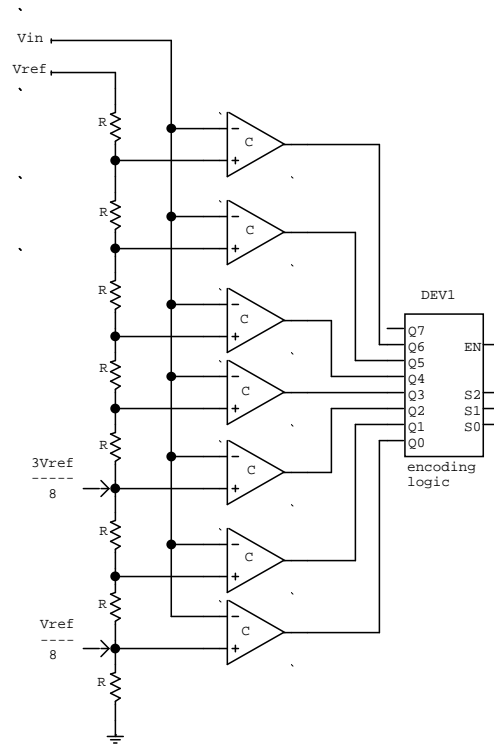 Vin
Vref
R
− C
+
R
− C
+
R
− C
+
R
− C
+
R
− C
+
R
− C
+
R
− C
+
R
3Vref
-----
8
Vref
----
8
DEV1
Q7
Q6 EN
Q5
Q4
Q3 S2
Q2 S1
Q1 S0
Q0
encoding
logic